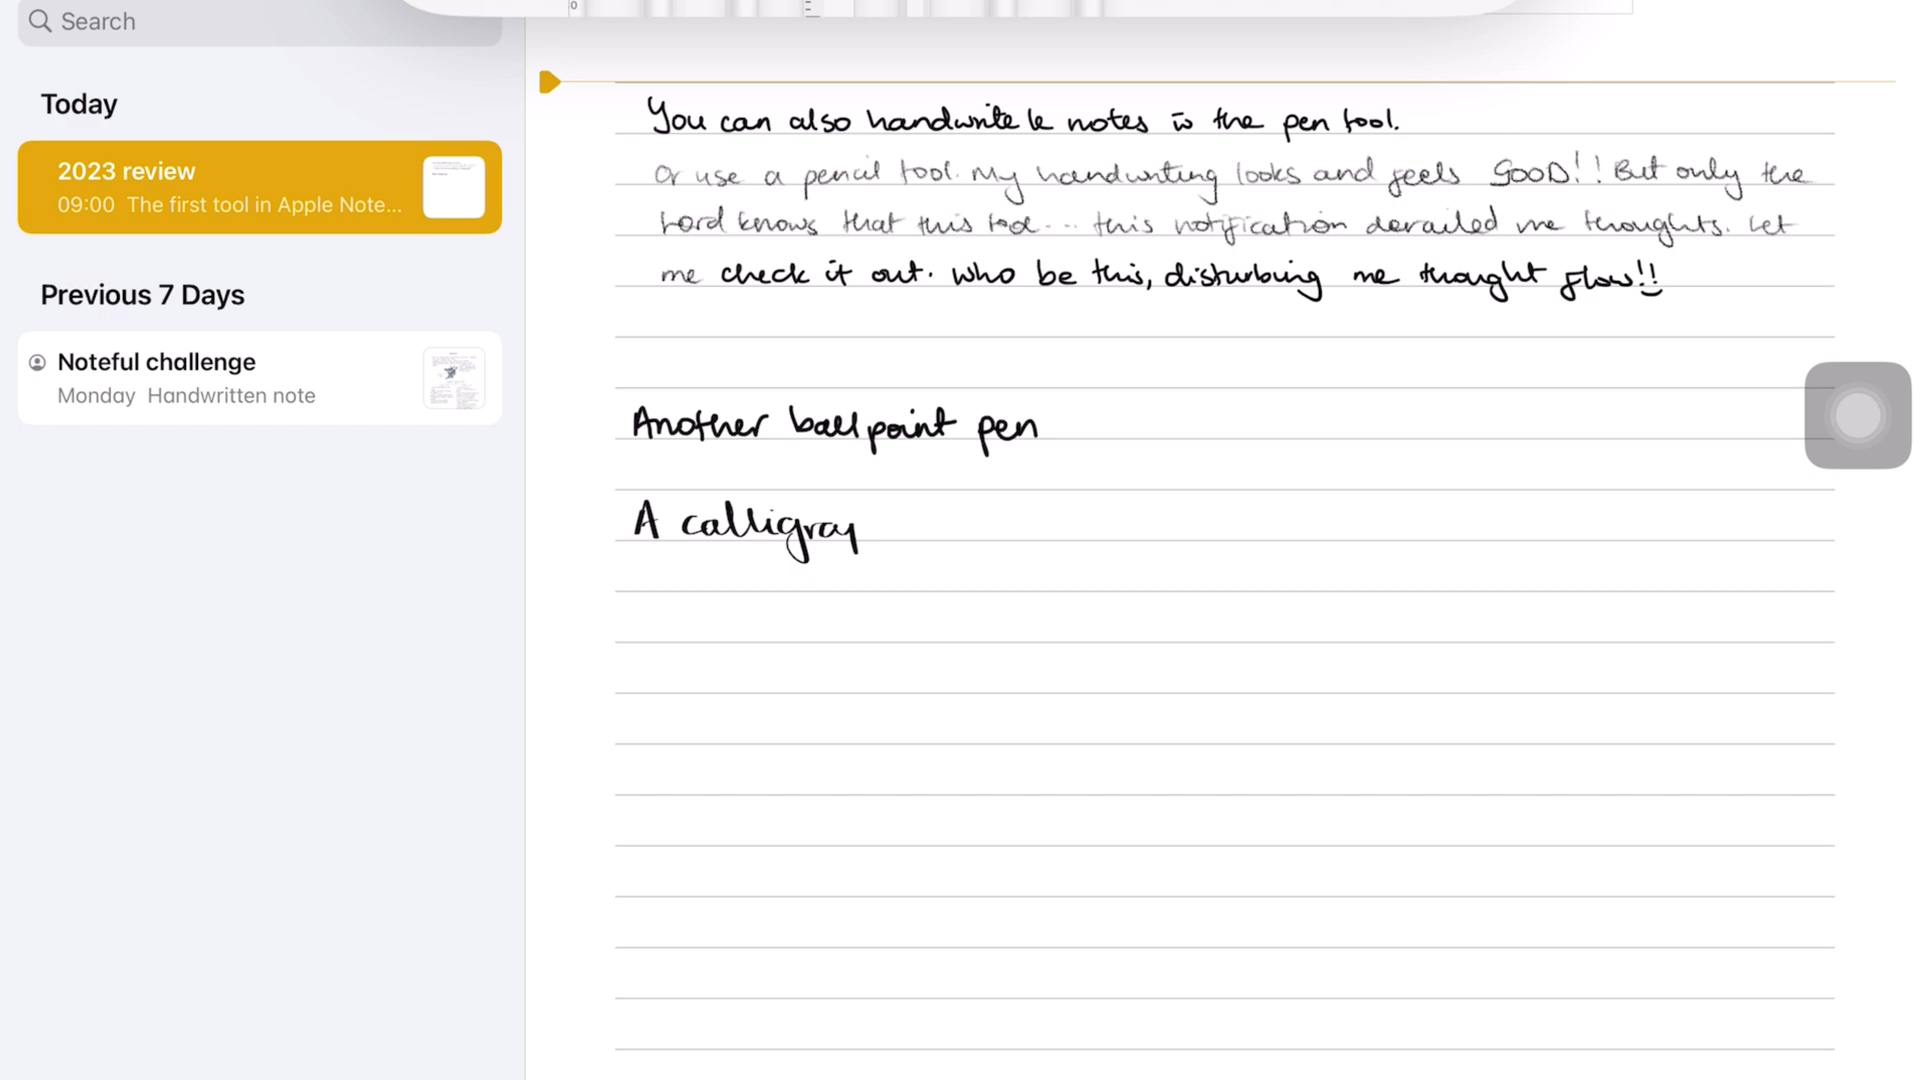 0
Search
Today
2023 review
09:00 The first tool in Apple Note...
Previous 7 Days
Noteful challenge
Monday Handwritten note
You can also handwrite le notes the pen tool.
Or use a pencil tool. My handwriting looks and feels GOOD!! But only the
Lord knows that this tool... this notification derailed me thoughts. Let
me check it out. Who be this, disturbing me thought flow!!
Another ballpoint pen
A calligray